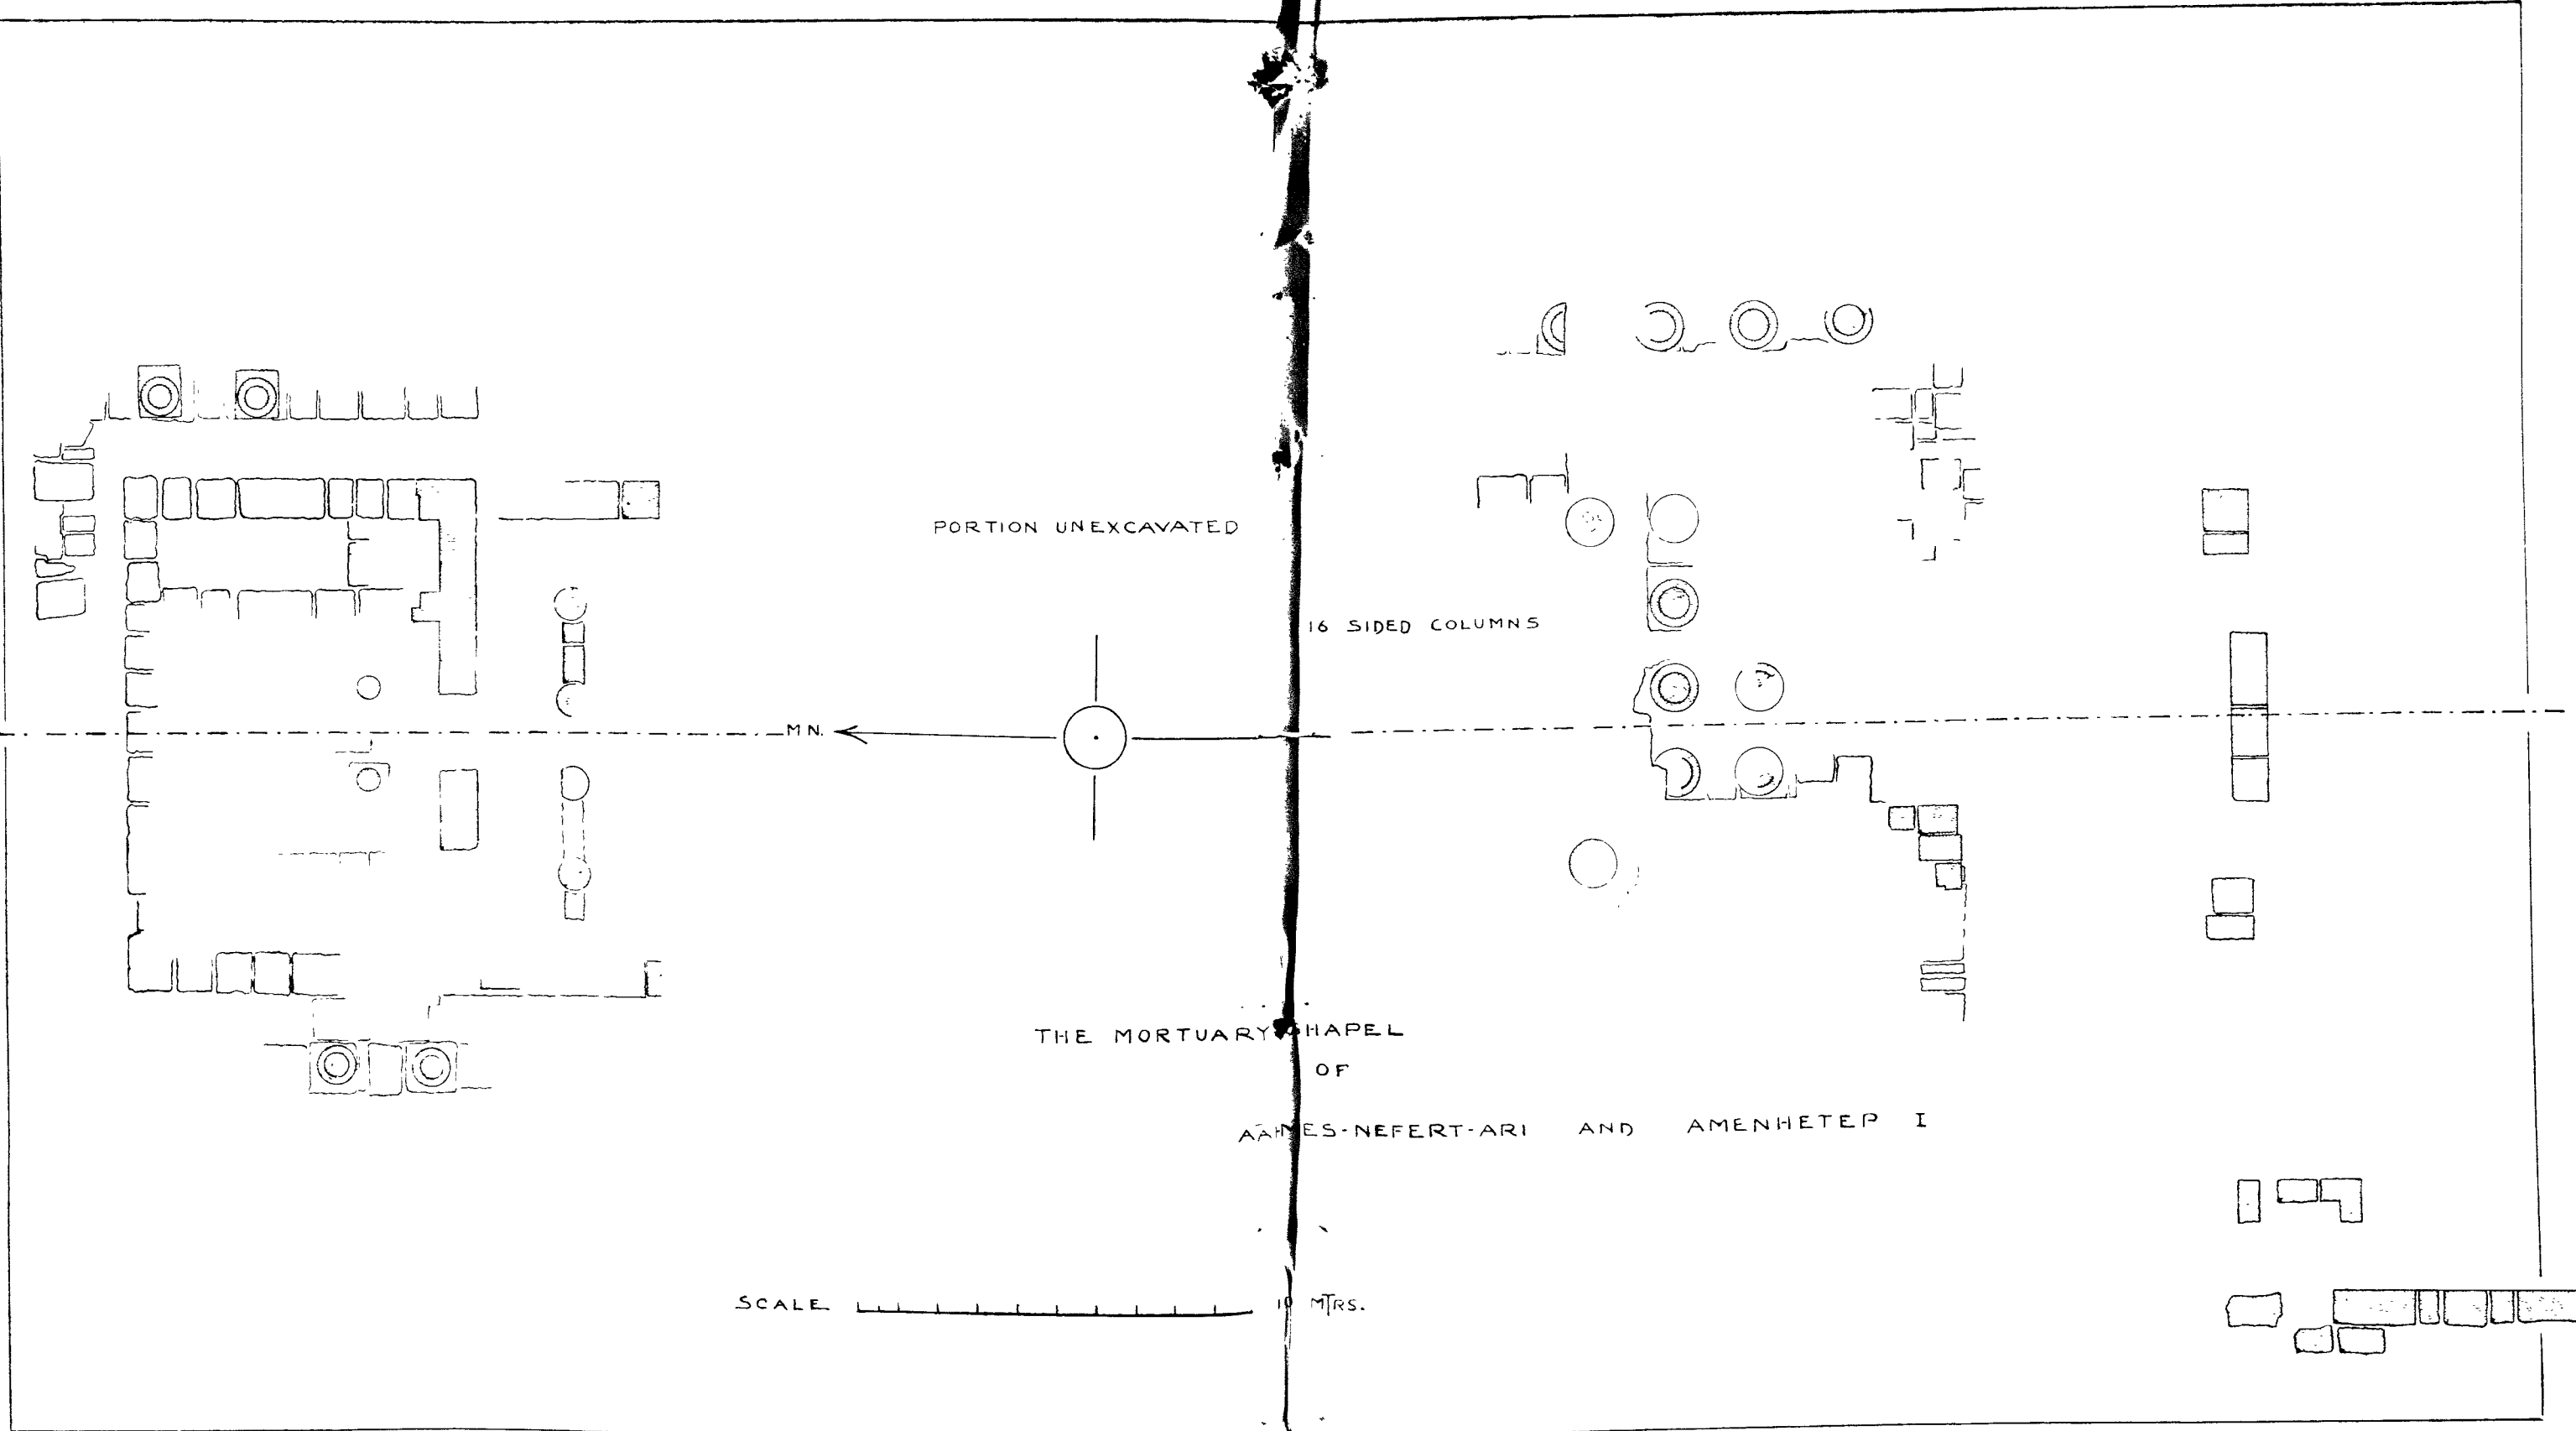 PORTION UNEXCAVATED
16 SIDED COLUMNS
M N.
THE MORTUARY CHAPEL
OF
AAHMES-NEFERT-ARI AND AMENHETEP I
SCALE 10 MTRS.